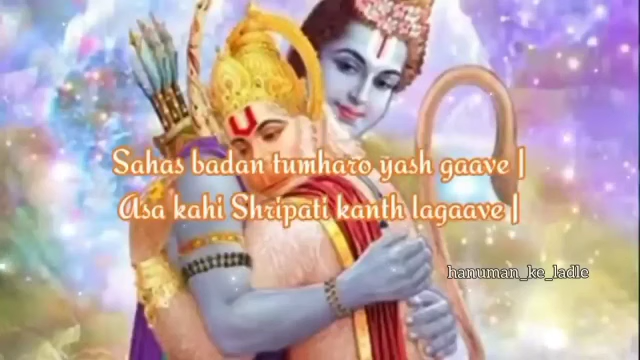 Sahas badan tumharo yash gaave |
Asa kahi Shripati kanth lagaave |
hanuman_ke_ladle